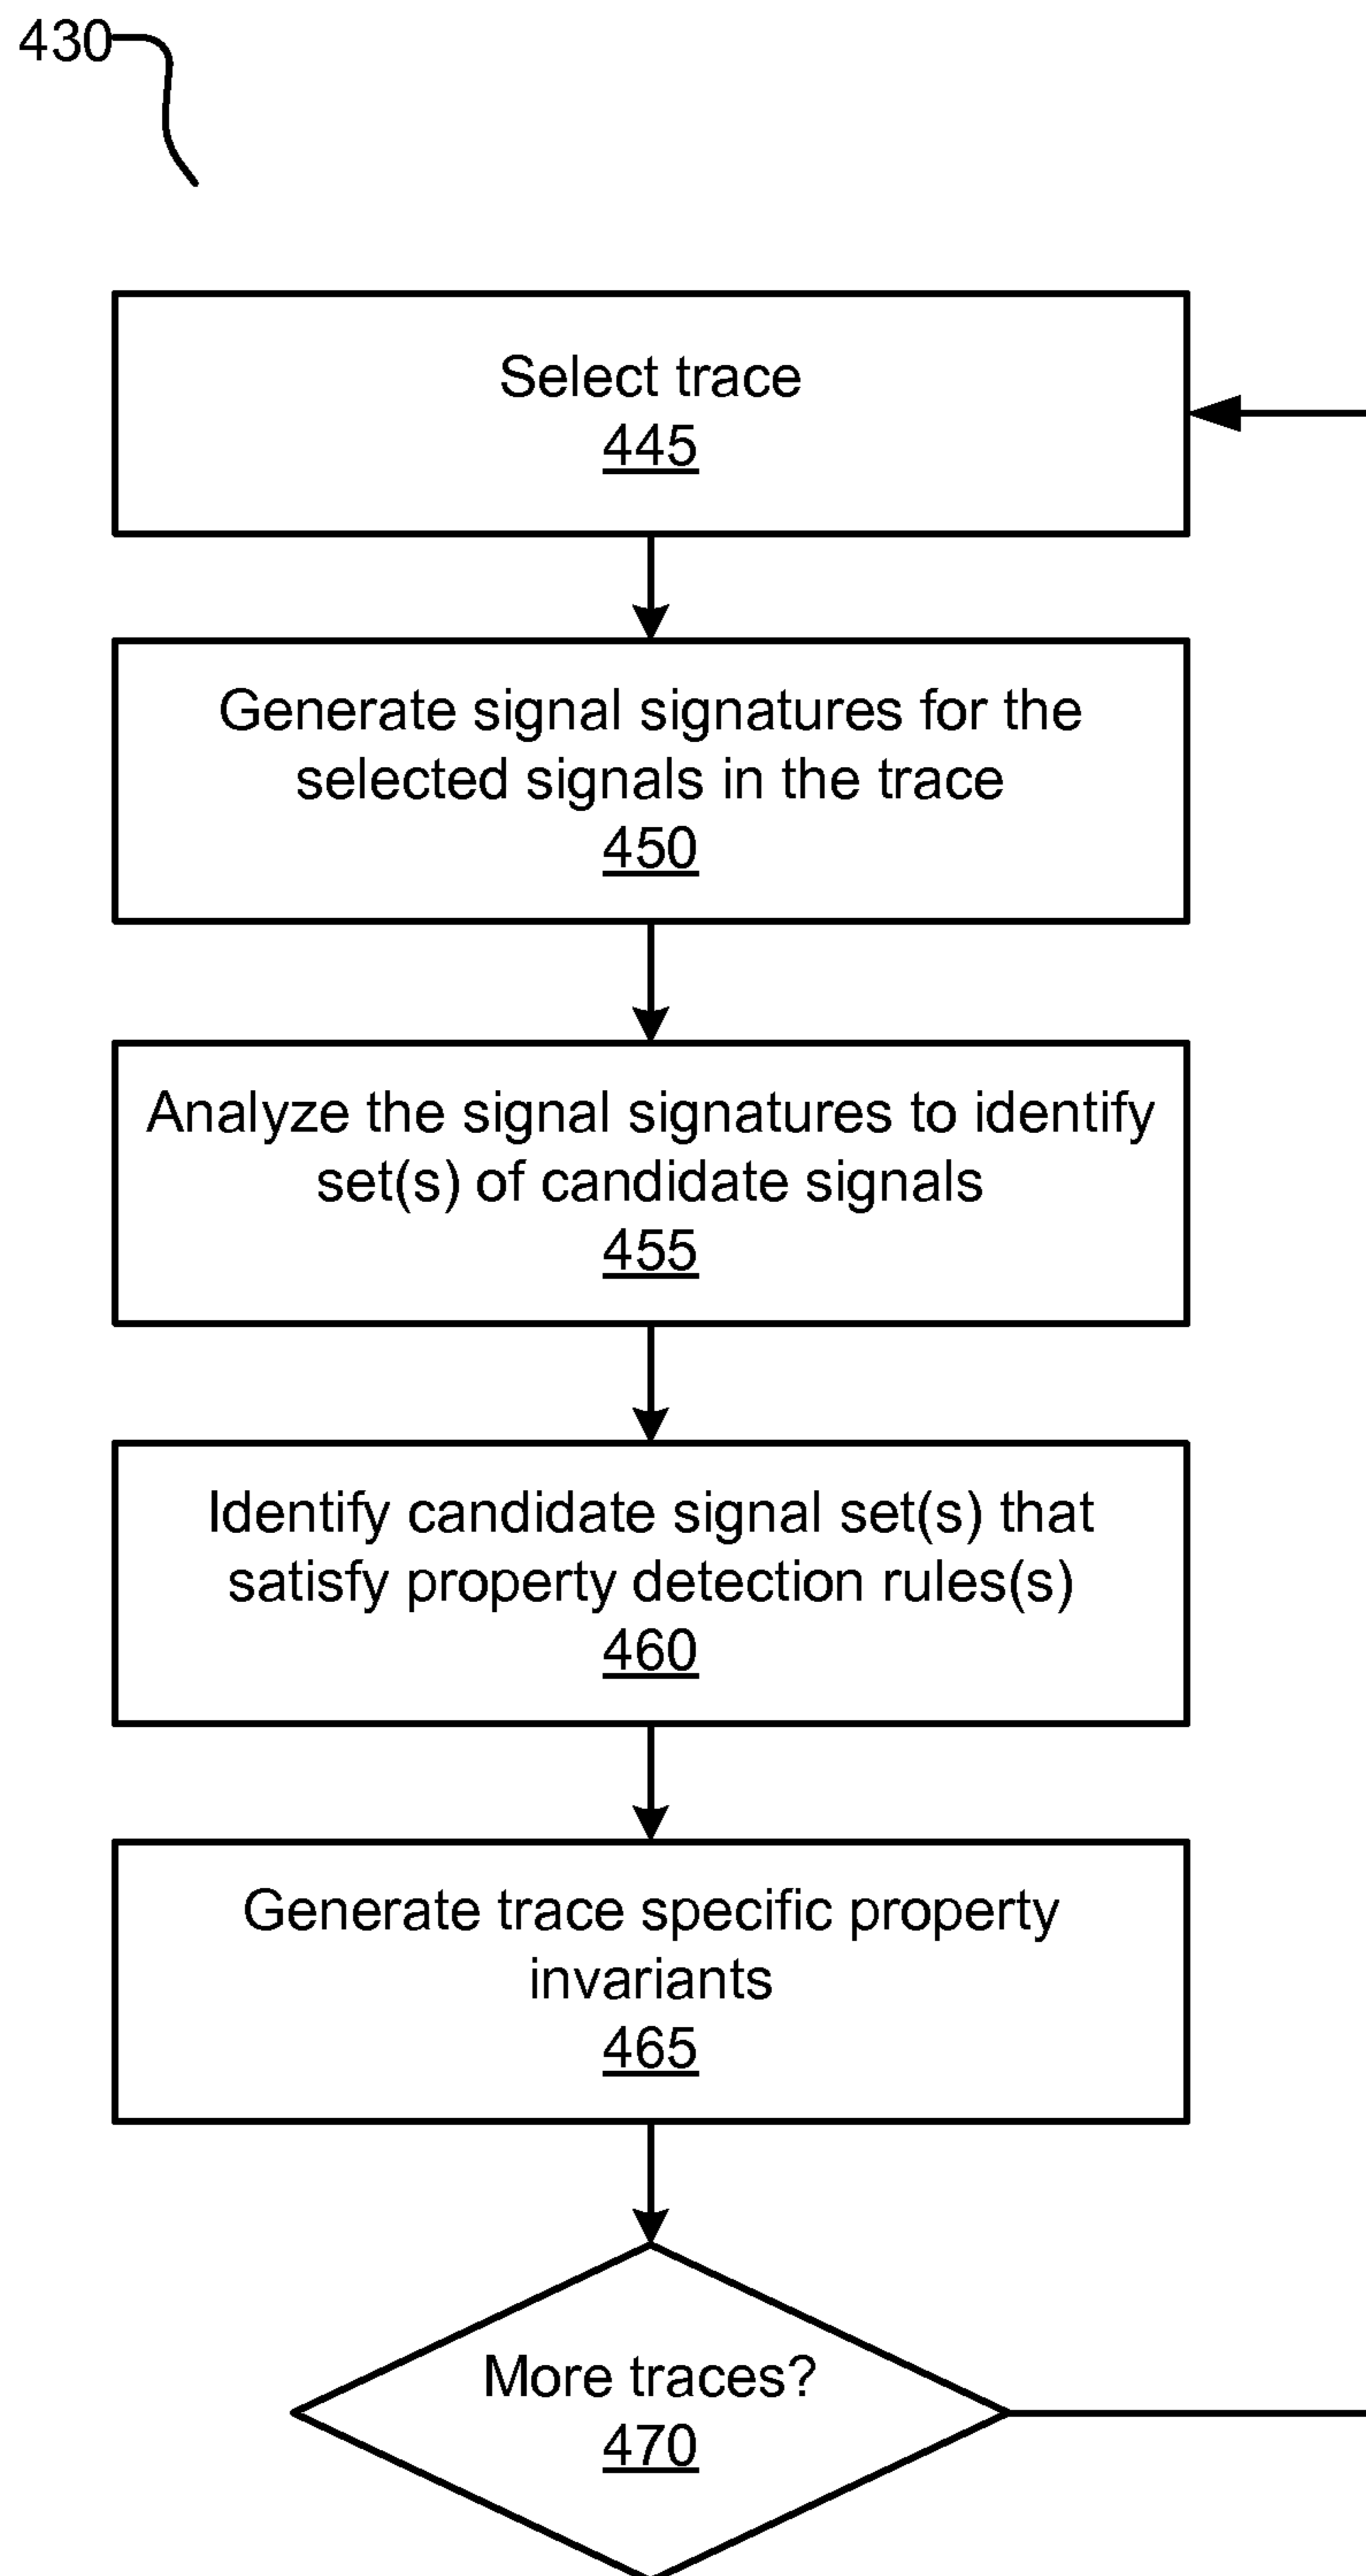 430
Select trace
445
Generate signal signatures for the
selected signals in the trace
450
Analyze the signal signatures to identify
set(s) of candidate signals
455
Identify candidate signal set(s) that
satisfy property detection rules(s)
460
Generate trace specific property
invariants
465
More traces?
470